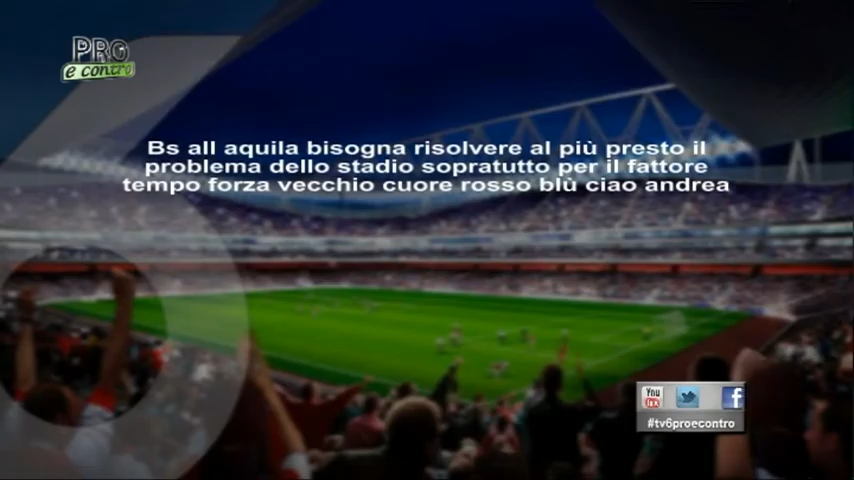 PRO
e contro
Bs all aquila bisogna risolvere al più presto il
problema dello stadio sopratutto per il fattore
tempo forza vecchio cuore rosso blù ciao andrea
You
#tv6proecontro